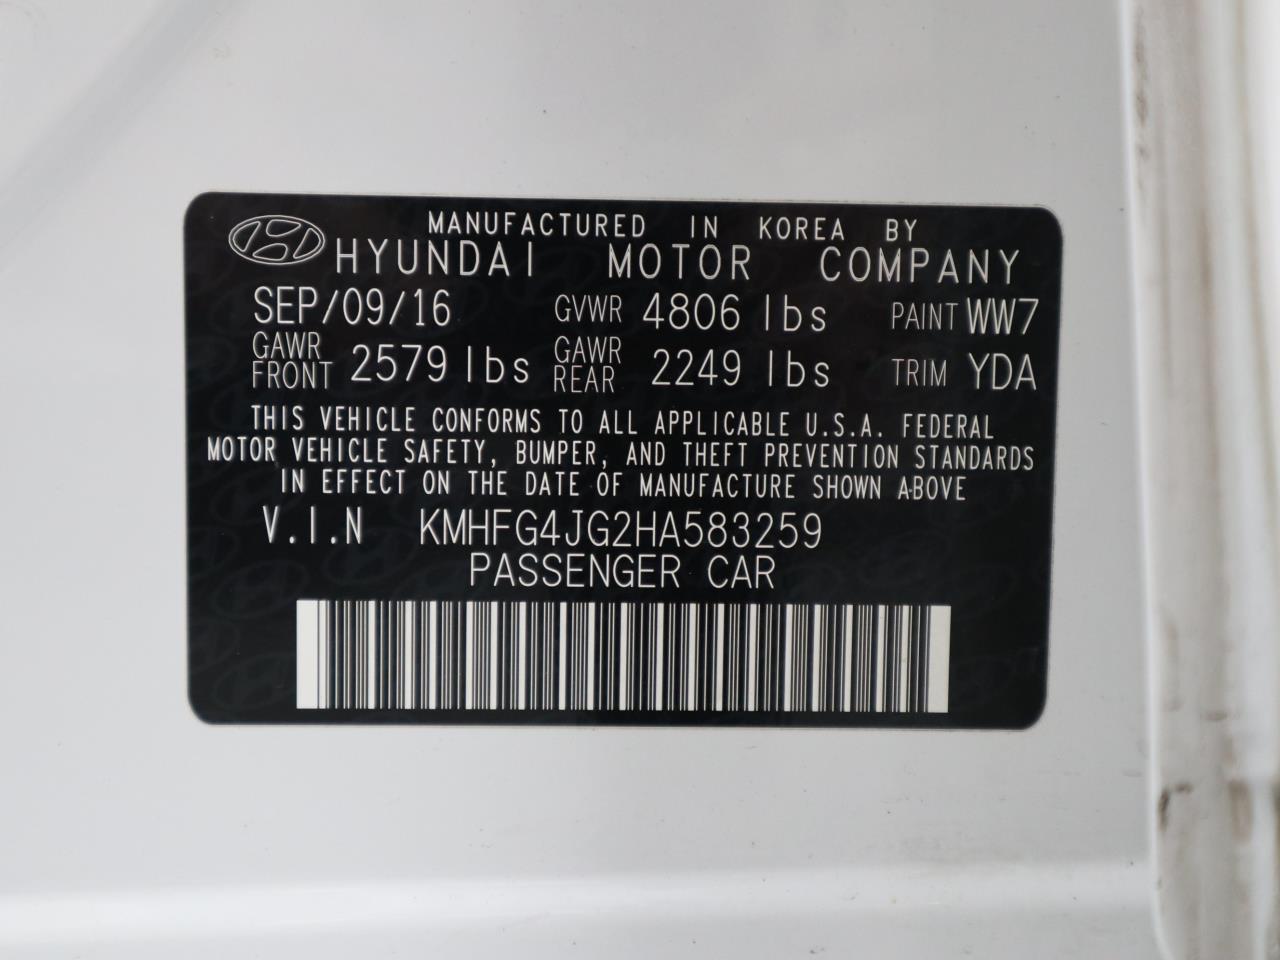 MANUFACTURED IN KOREA BY
HYUNDAI MOTOR COMPANY
SEP/09/16 GVWR 4806 lbs PAINT WW7
GAWR FRONT 2579 lbs GAWR REAR 2249 lbs TRIM YDA
THIS VEHICLE CONFORMS TO ALL APPLICABLE U.S.A. FEDERAL
MOTOR VEHICLE SAFETY, BUMPER, AND THEFT PREVENTION STANDARDS
IN EFFECT ON THE DATE OF MANUFACTURE SHOWN ABOVE
V.I.N KMHFG4JG2HA583259
PASSENGER CAR